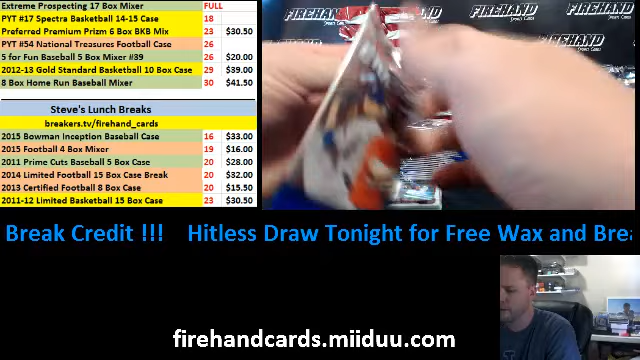 Extreme Prospecting 17 Box Mixer FULL
PYT #17 Spectra Basketball 14-15 Case 18
Preferred Premium Prizm 6 Box BKB Mix 23 $30.50
PYT #54 National Treasures Football Case 26
5 for Fun Baseball 5 Box Mixer #39 26 $20.00
2012-13 Gold Standard Basketball 10 Box Case 29 $39.00
8 Box Home Run Baseball Mixer 30 $41.50
Steve's Lunch Breaks
breakers.tv/firehand_cards
2015 Bowman Inception Baseball Case 16 $33.00
2015 Football 4 Box Mixer 19 $16.00
2011 Prime Cuts Baseball 5 Box Case 20 $28.00
2014 Limited Football 15 Box Case Break 20 $32.00
2013 Certified Football 8 Box Case 20 $15.50
2011-12 Limited Basketball 15 Box Case 23 $30.50
FIREHAND
FIREHAND
Break Credit !!! Hitless Draw Tonight for Free Wax and Brea
firehandcards.miiduu.com